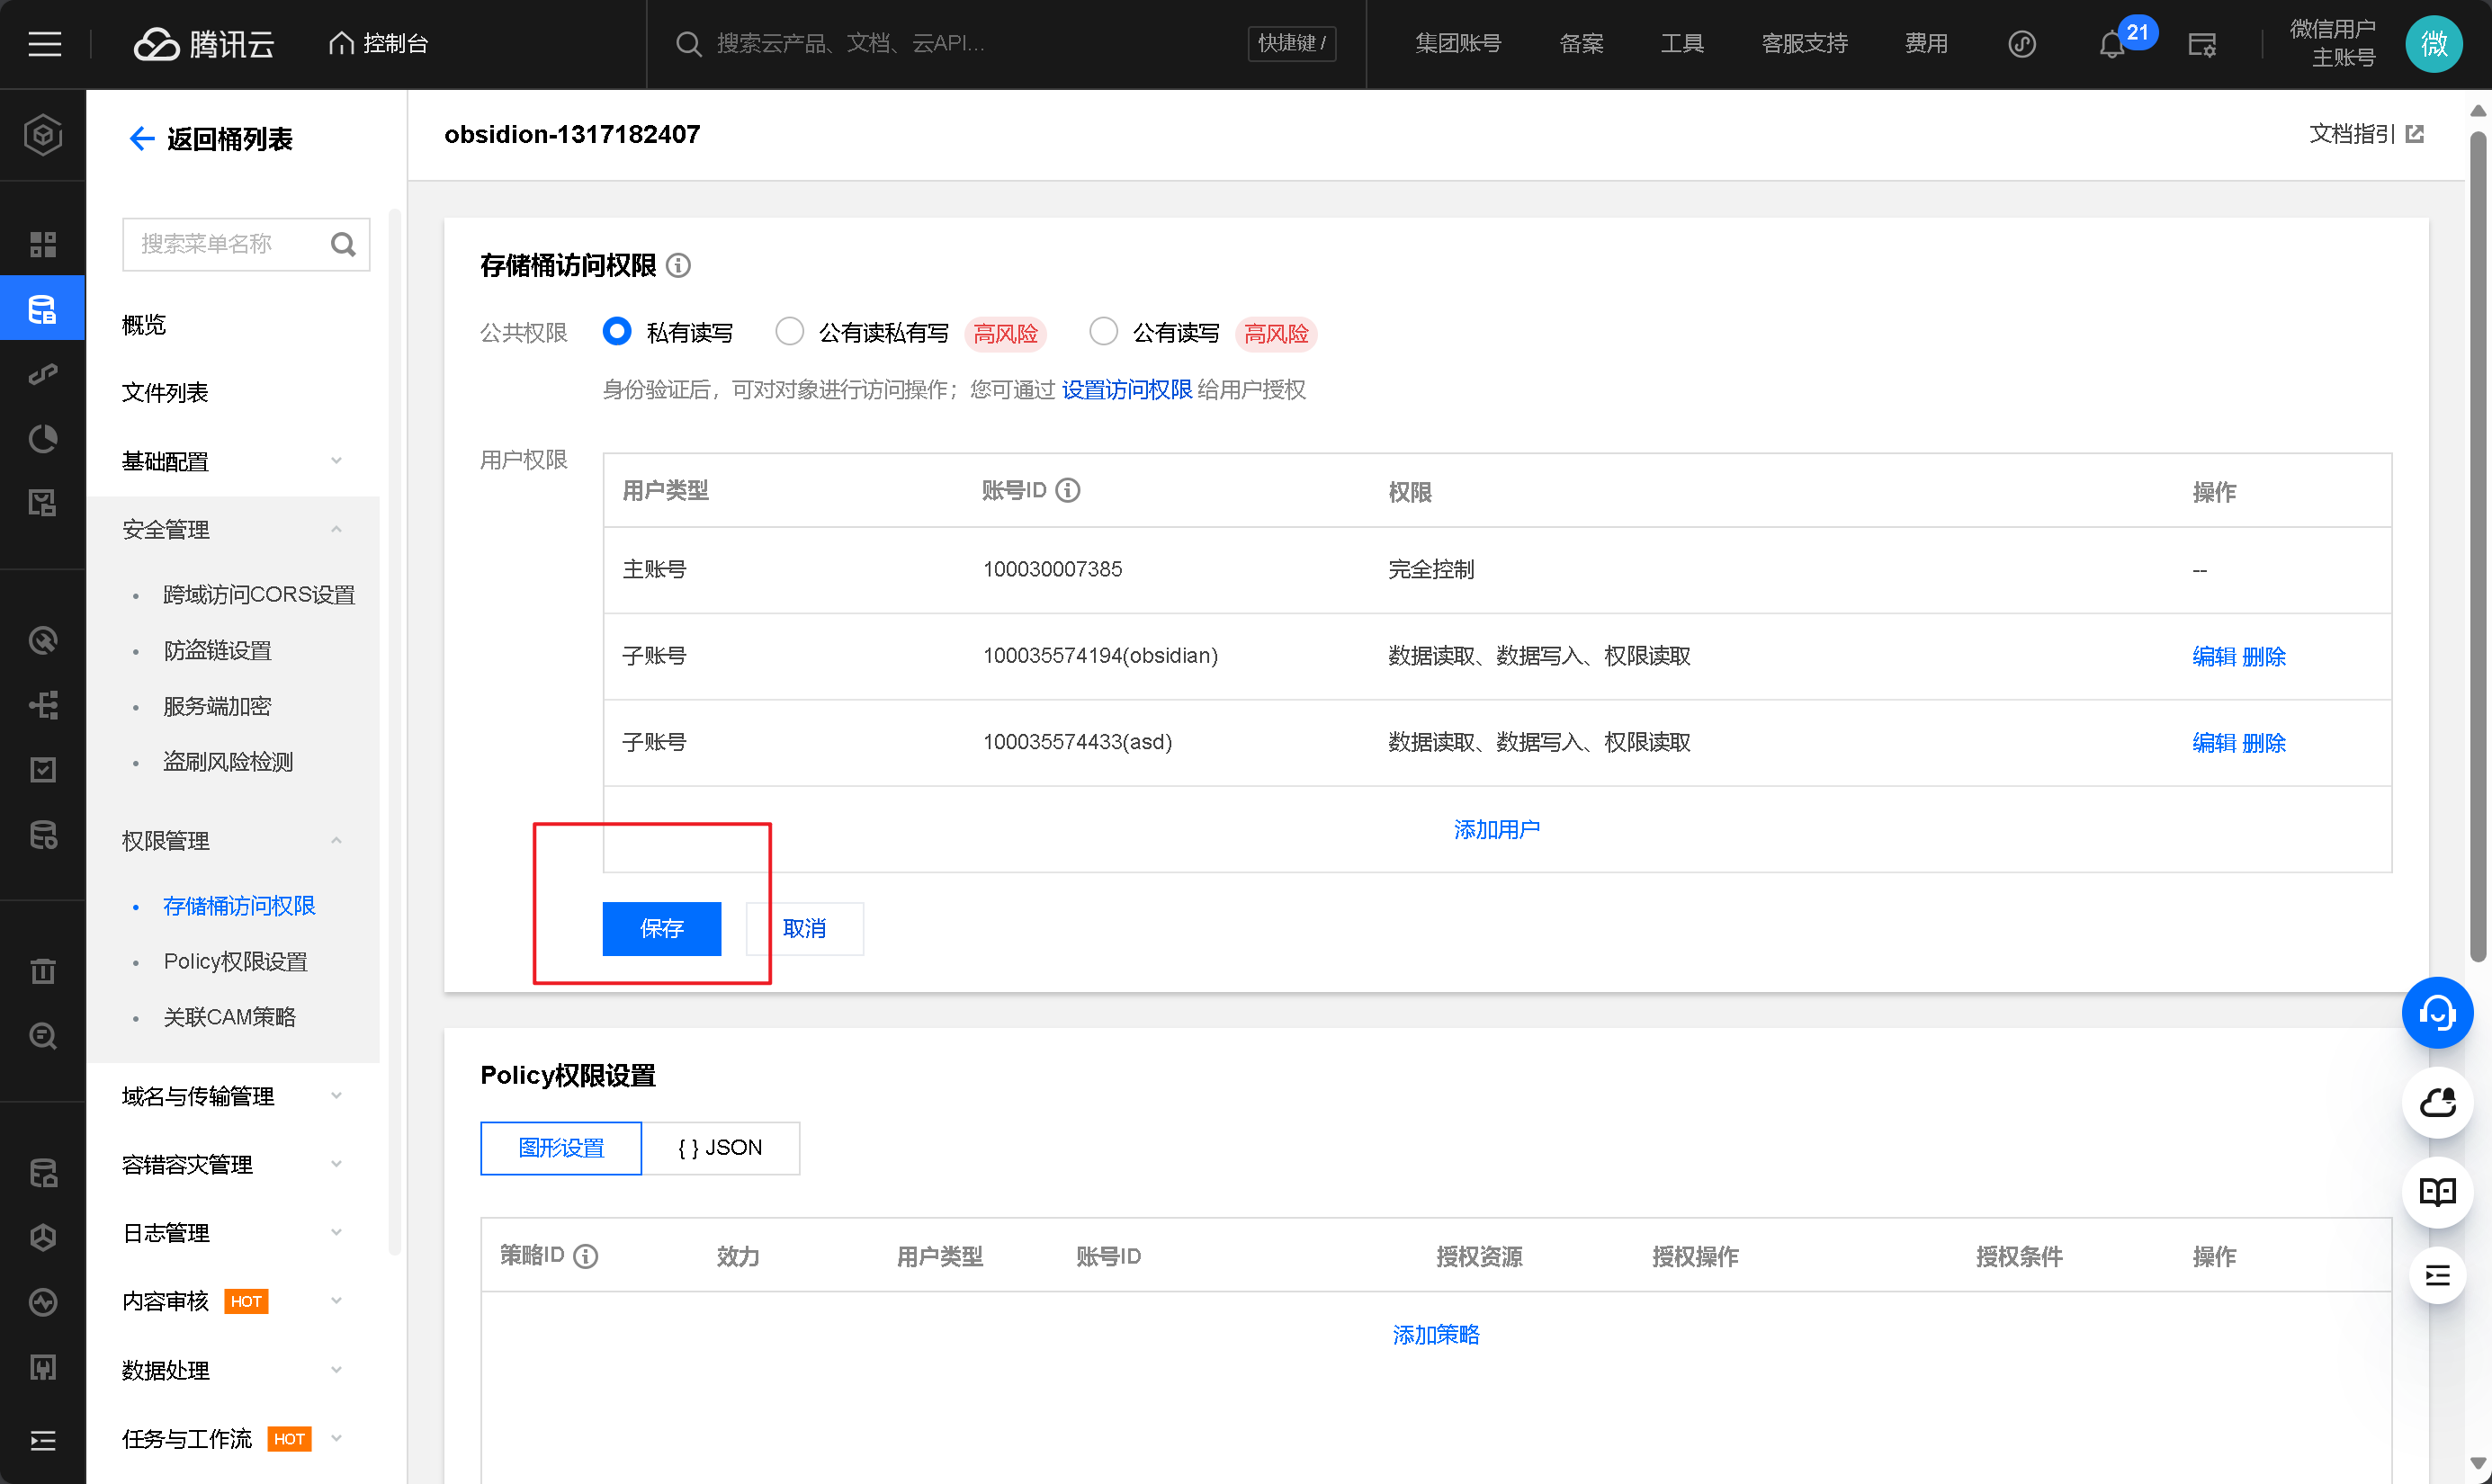 腾讯云
控制台
搜索云产品、文档、云API...
快捷键 /
集团账号
备案
工具
客服支持
费用
21
微信用户
主账号
微
返回桶列表
搜索菜单名称
概览
文件列表
基础配置
安全管理
跨域访问CORS设置
防盗链设置
服务端加密
盗刷风险检测
权限管理
存储桶访问权限
Policy权限设置
关联CAM策略
域名与传输管理
容错容灾管理
日志管理
内容审核 HOT
数据处理
任务与工作流 HOT
obsidion-1317182407
文档指引
存储桶访问权限
公共权限 私有读写 公有读私有写 高风险 公有读写 高风险
身份验证后，可对对象进行访问操作；您可通过 设置访问权限 给用户授权
用户权限
用户类型 账号ID 权限 操作
主账号 100030007385 完全控制 --
子账号 100035574194(obsidian) 数据读取、数据写入、权限读取 编辑 删除
子账号 100035574433(asd) 数据读取、数据写入、权限读取 编辑 删除
添加用户
保存 取消
Policy权限设置
图形设置 { } JSON
策略ID 效力 用户类型 账号ID 授权资源 授权操作 授权条件 操作
添加策略